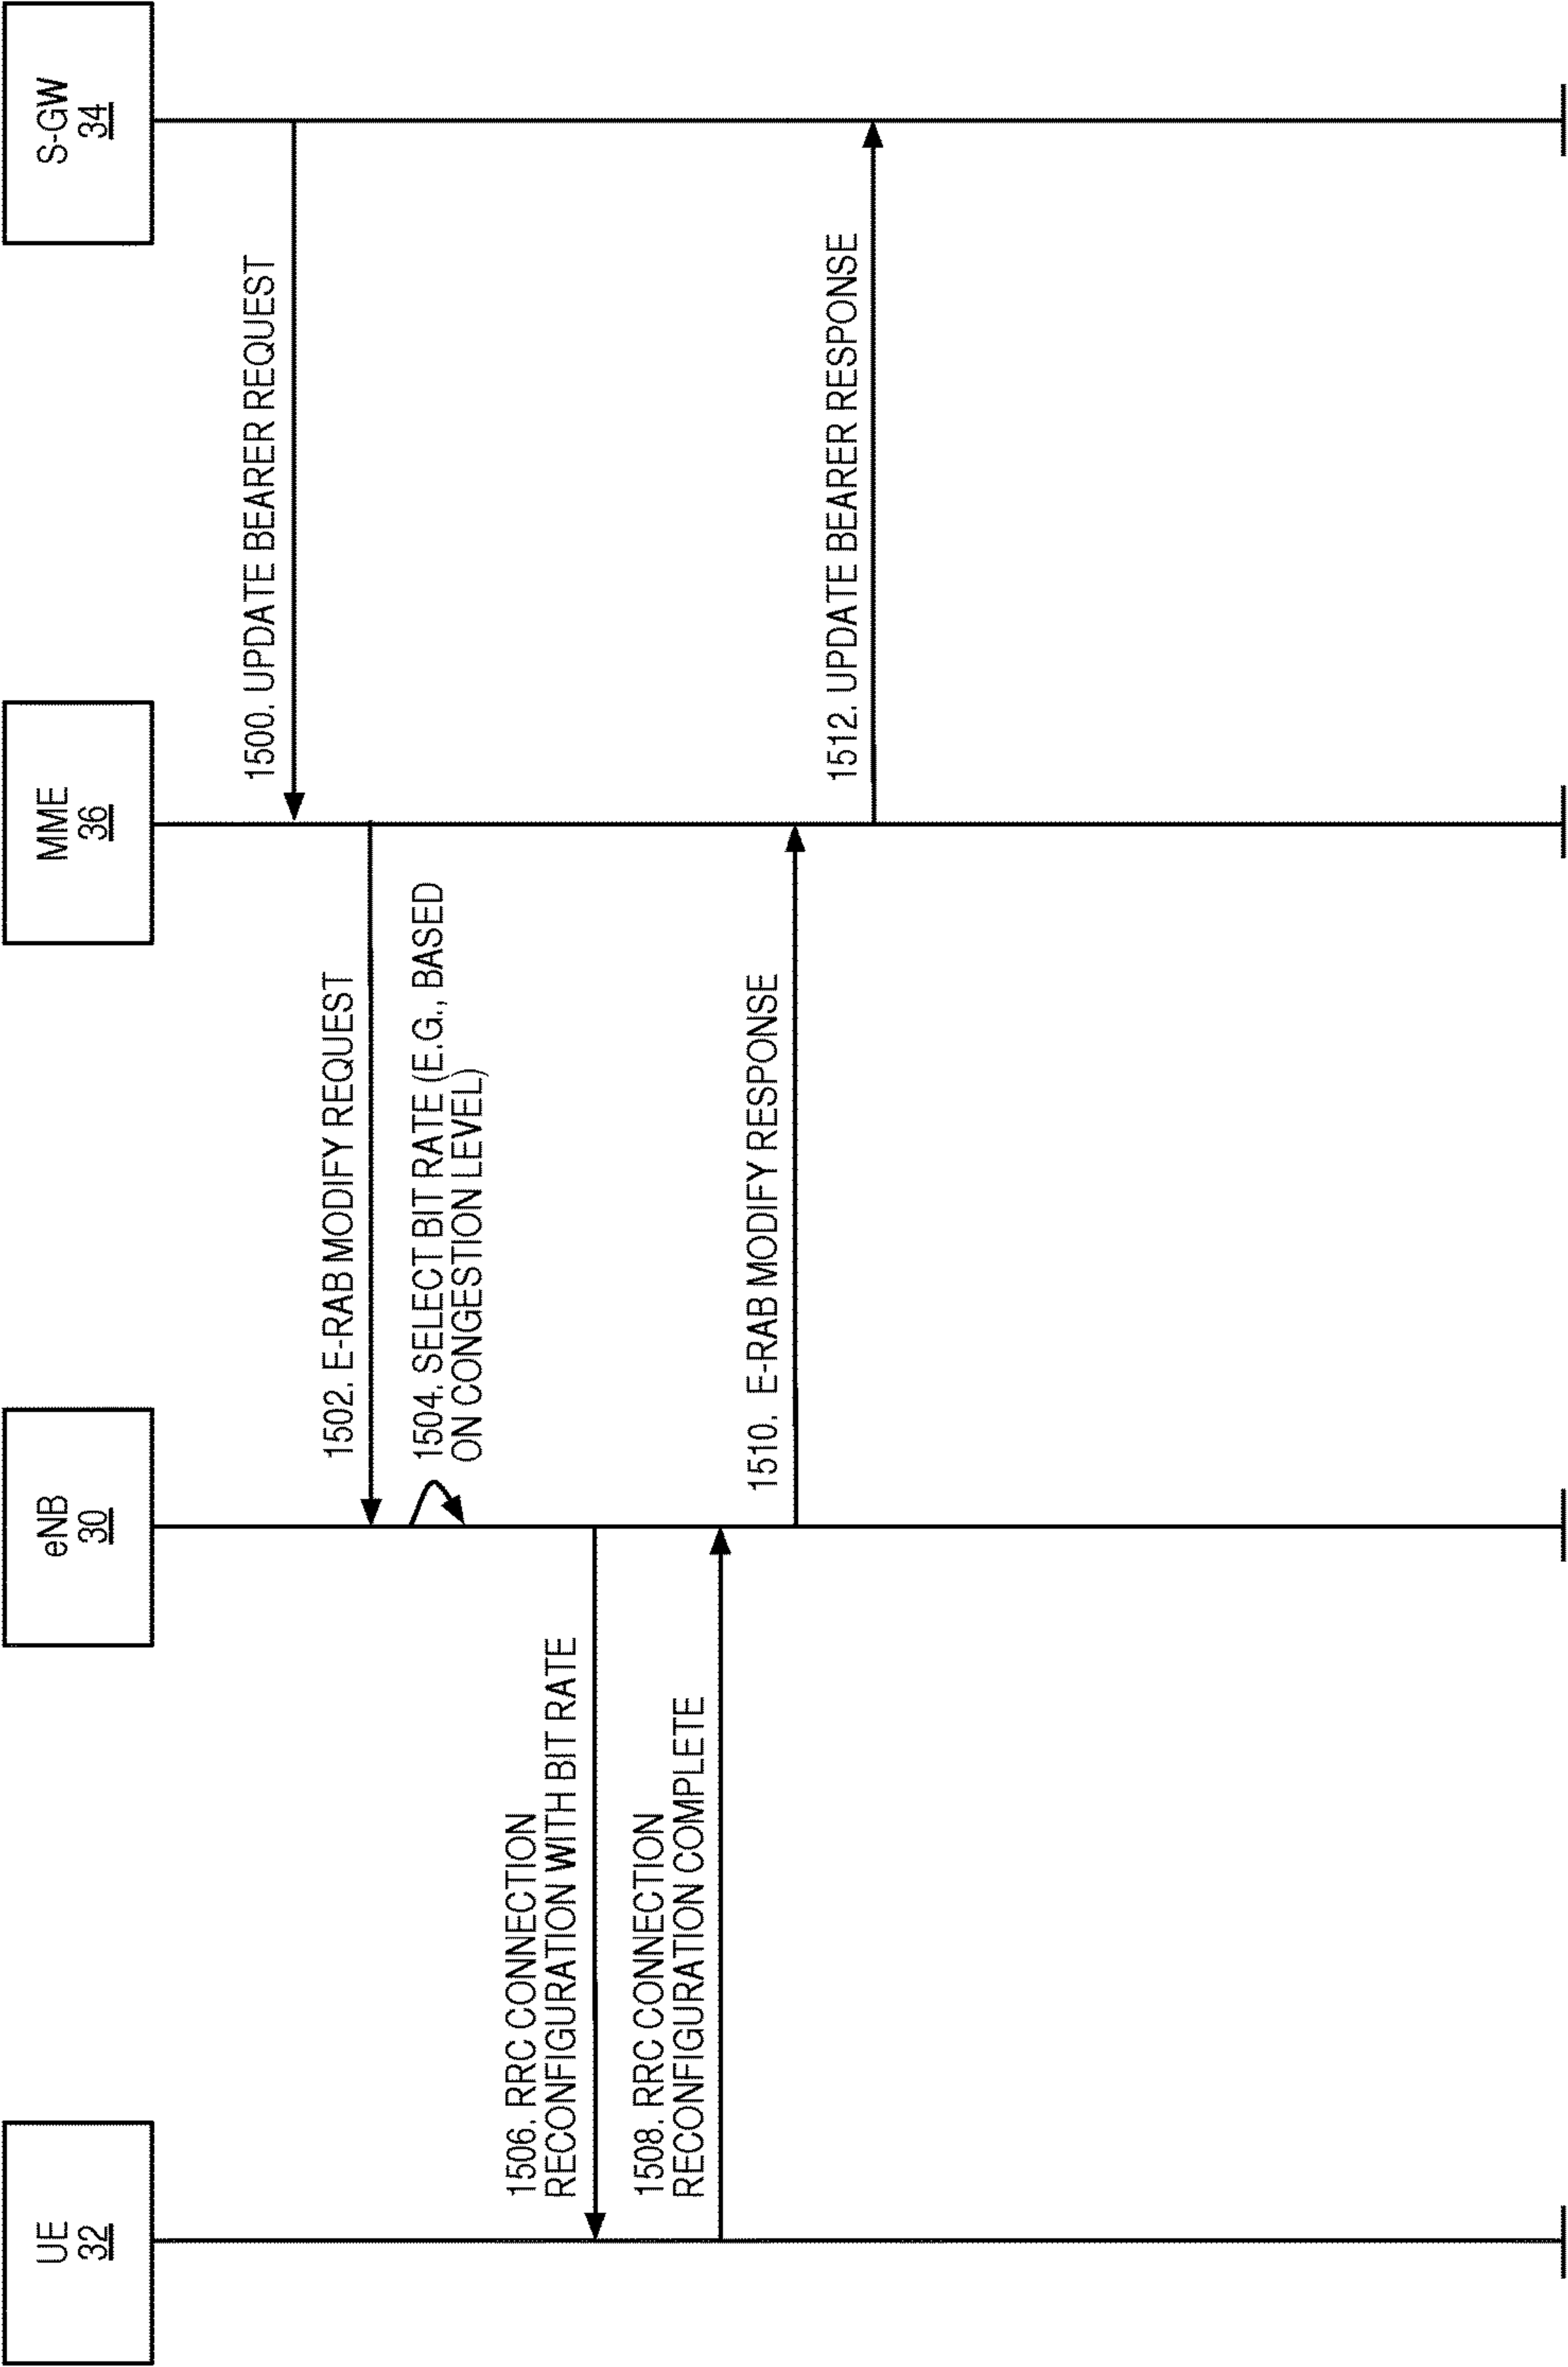 UE
32
eNB
30
MME
36
S-GW
34
1500. UPDATE BEARER REQUEST
1502. E-RAB MODIFY REQUEST
1504. SELECT BIT RATE (E.G., BASED
ON CONGESTION LEVEL)
1506. RRC CONNECTION
RECONFIGURATION WITH BIT RATE
1508. RRC CONNECTION
RECONFIGURATION COMPLETE
1510. E-RAB MODIFY RESPONSE
1512. UPDATE BEARER RESPONSE